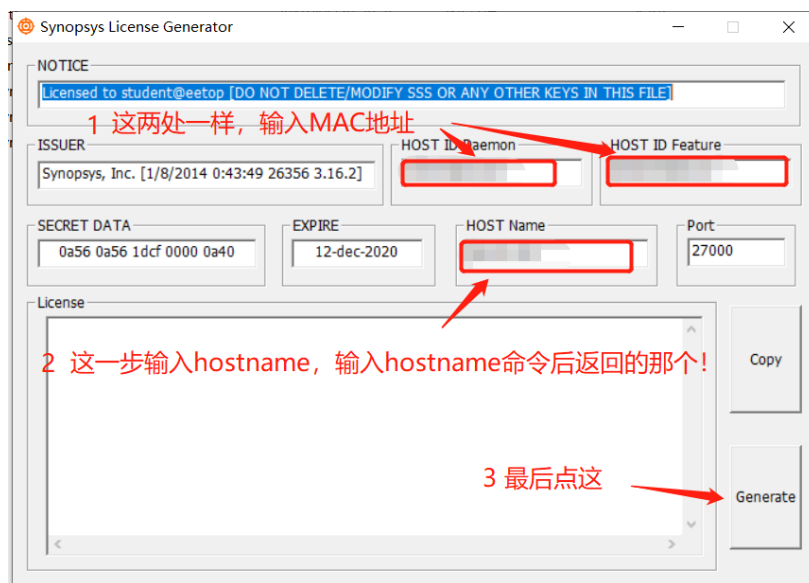 Synopsys License Generator
NOTICE
Licensed to student@eetop [DO NOT DELETE/MODIFY SSS OR ANY OTHER KEYS IN THIS FILE]
1 这两处一样，输入MAC地址
ISSUER
HOST ID Daemon
HOST ID Feature
Synopsys, Inc. [1/8/2014 0:43:49 26356 3.16.2]
SECRET DATA
EXPIRE
HOST Name
Port
0a56 0a56 1dcf 0000 0a40
12-dec-2020
27000
License
2 这一步输入hostname，输入hostname命令后返回的那个！
Copy
3 最后点这
Generate